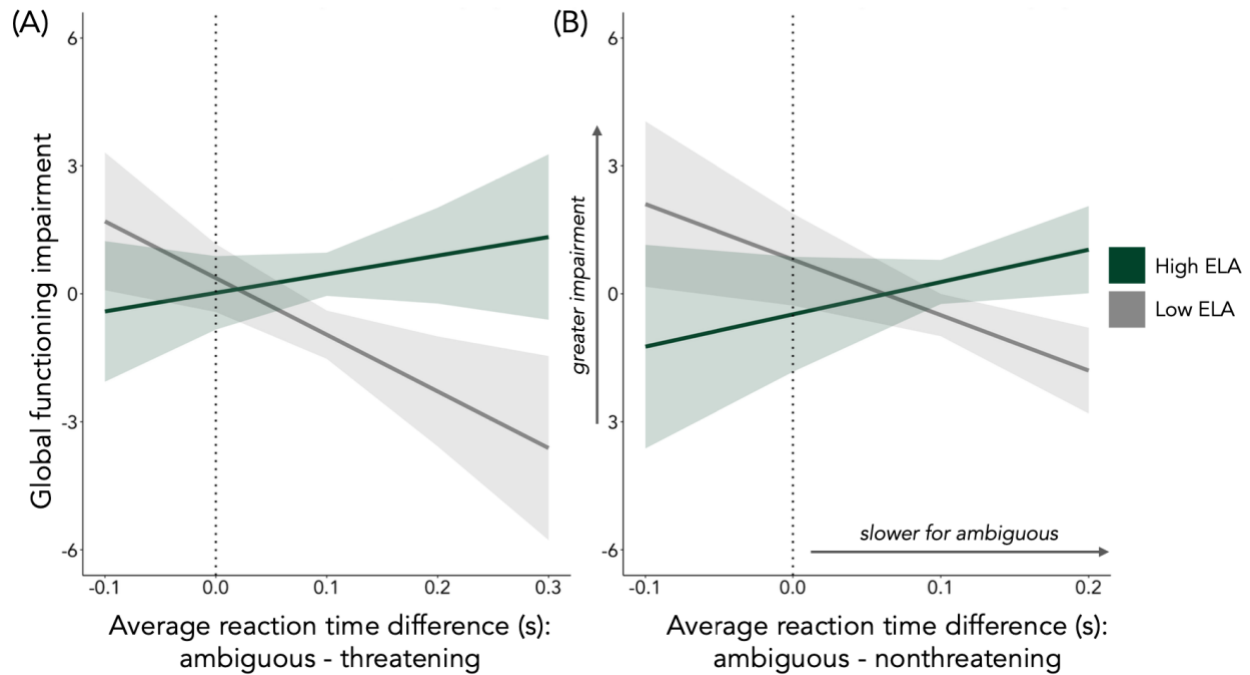 (A)
(B)
6
3
0
-3
-6
Global functioning impairment
-0.1 0.0 0.1 0.2 0.3
Average reaction time difference (s):
ambiguous - threatening
6
3
0
3
-6
greater impairment
slower for ambiguous
-0.1 0.0 0.1 0.2
Average reaction time difference (s):
ambiguous - nonthreatening
High ELA
Low ELA